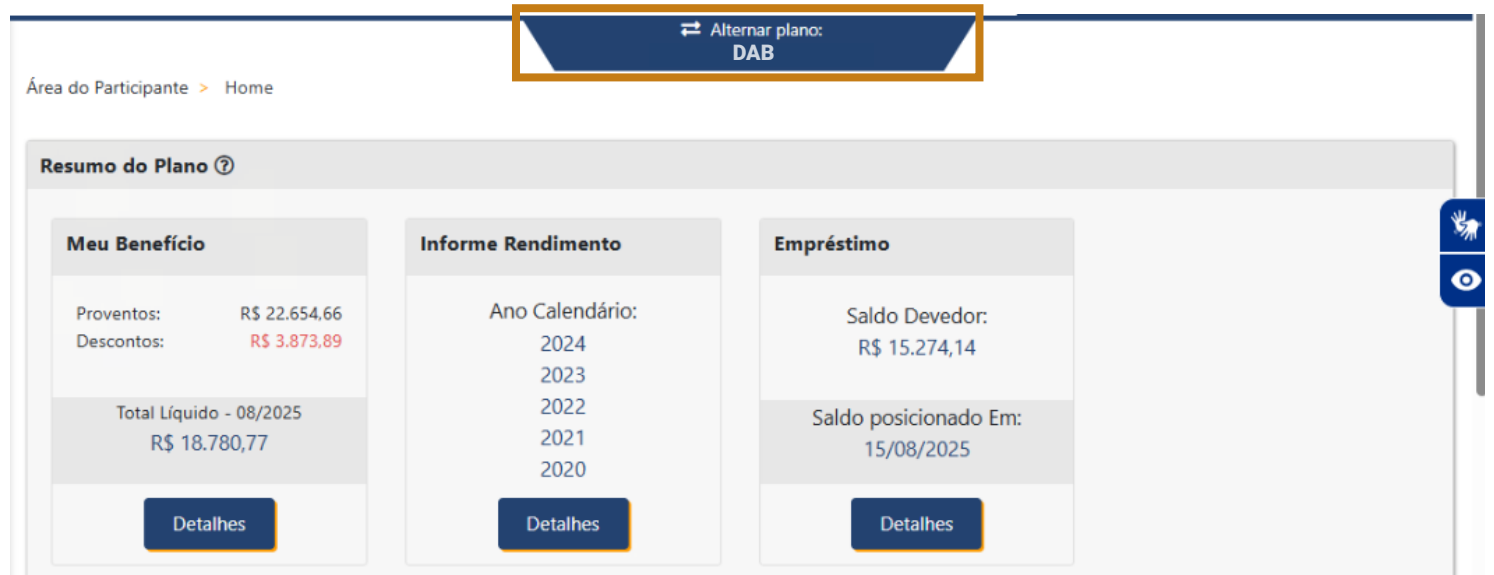 Alternar plano:
DAB
Área do Participante > Home
Resumo do Plano ?
Meu Benefício
Proventos: R$ 22.654,66
Descontos: R$ 3.873,89
Total Líquido - 08/2025
R$ 18.780,77
Detalhes
Informe Rendimento
Ano Calendário:
2024
2023
2022
2021
2020
Detalhes
Empréstimo
Saldo Devedor:
R$ 15.274,14
Saldo posicionado Em:
15/08/2025
Detalhes